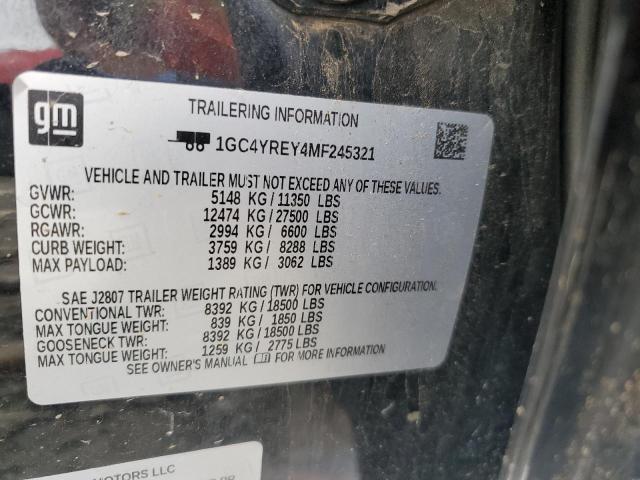 gm
TRAILERING INFORMATION
1GC4YREY4MF245321
VEHICLE AND TRAILER MUST NOT EXCEED ANY OF THESE VALUES.
GVWR: 5148 KG/11350 LBS
GCWR: 12474 KG/27500 LBS
RGAWR: 2994 KG/ 6600 LBS
CURB WEIGHT: 3759 KG/ 8288 LBS
MAX PAYLOAD: 1389 KG/ 3062 LBS
SAE J2807 TRAILER WEIGHT RATING (TWR) FOR VEHICLE CONFIGURATION.
CONVENTIONAL TWR: 8392 KG/18500 LBS
MAX TONGUE WEIGHT: 839 KG/ 1850 LBS
GOOSENECK TWR: 8392 KG/18500 LBS
MAX TONGUE WEIGHT: 1259 KG/ 2775 LBS
SEE OWNER'S MANUAL FOR MORE INFORMATION
MOTORS LLC